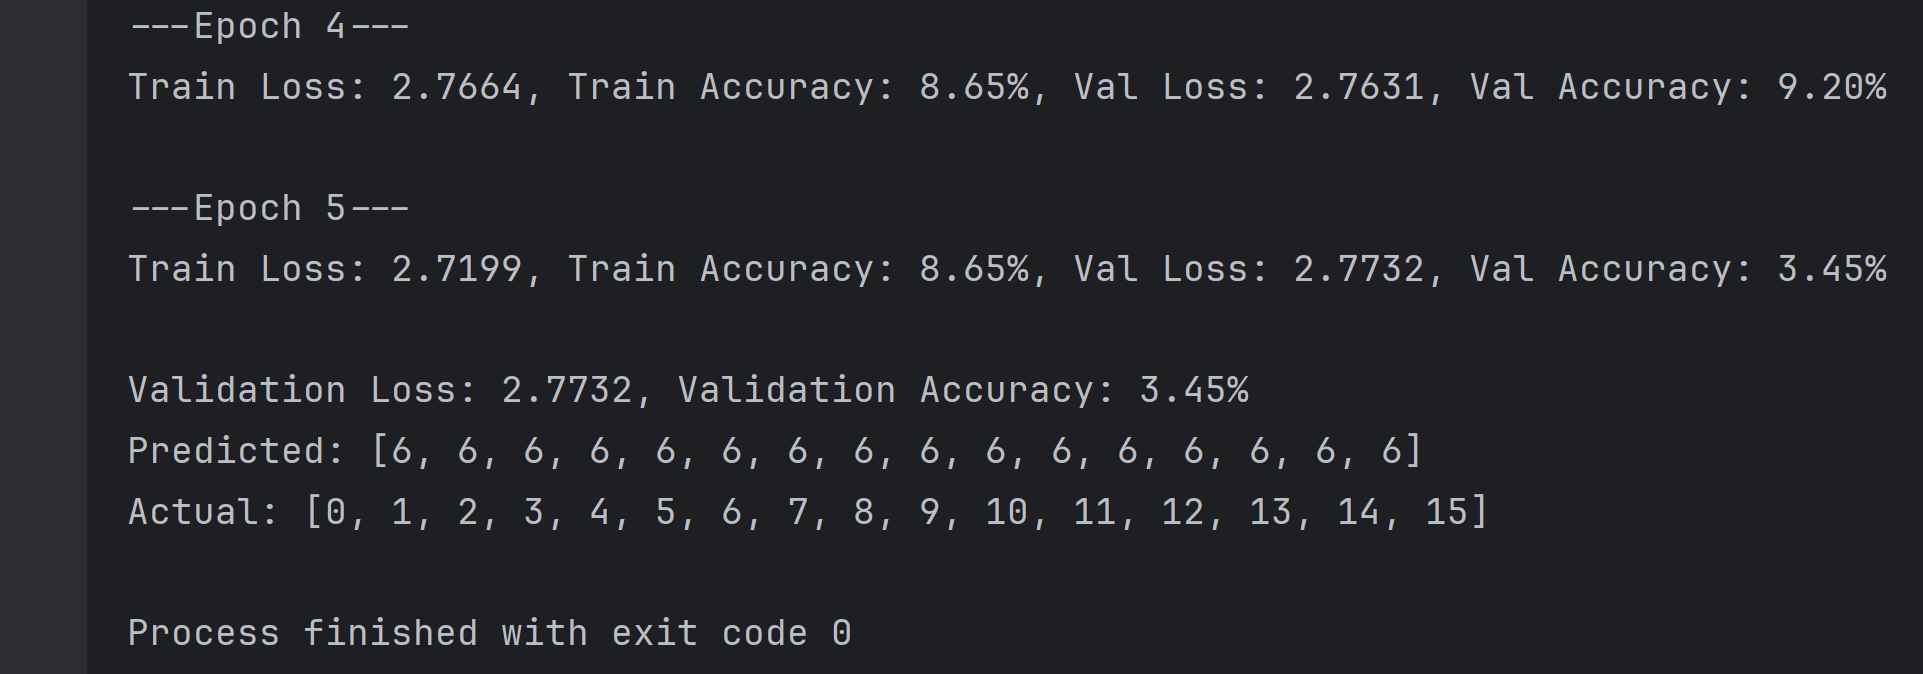 ---Epoch 4---
Train Loss: 2.7664, Train Accuracy: 8.65%, Val Loss: 2.7631, Val Accuracy: 9.20%
---Epoch 5---
Train Loss: 2.7199, Train Accuracy: 8.65%, Val Loss: 2.7732, Val Accuracy: 3.45%
Validation Loss: 2.7732, Validation Accuracy: 3.45%
Predicted: [6, 6, 6, 6, 6, 6, 6, 6, 6, 6, 6, 6, 6, 6, 6, 6]
Actual: [0, 1, 2, 3, 4, 5, 6, 7, 8, 9, 10, 11, 12, 13, 14, 15]
Process finished with exit code 0